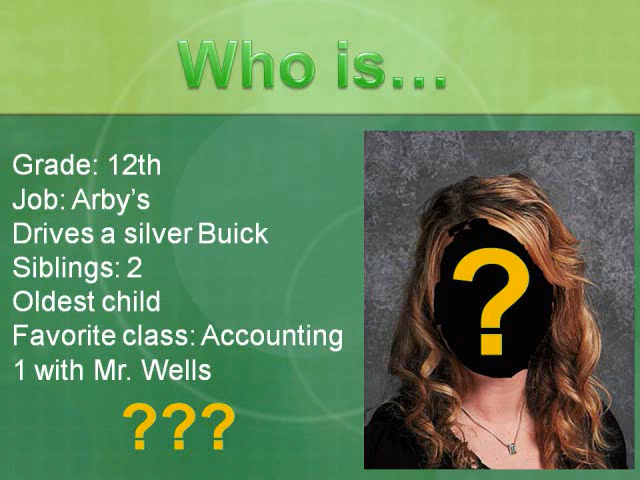 Who is…
Grade: 12th
Job: Arby’s
Drives a silver Buick
Siblings: 2
Oldest child
Favorite class: Accounting
1 with Mr. Wells
???
?